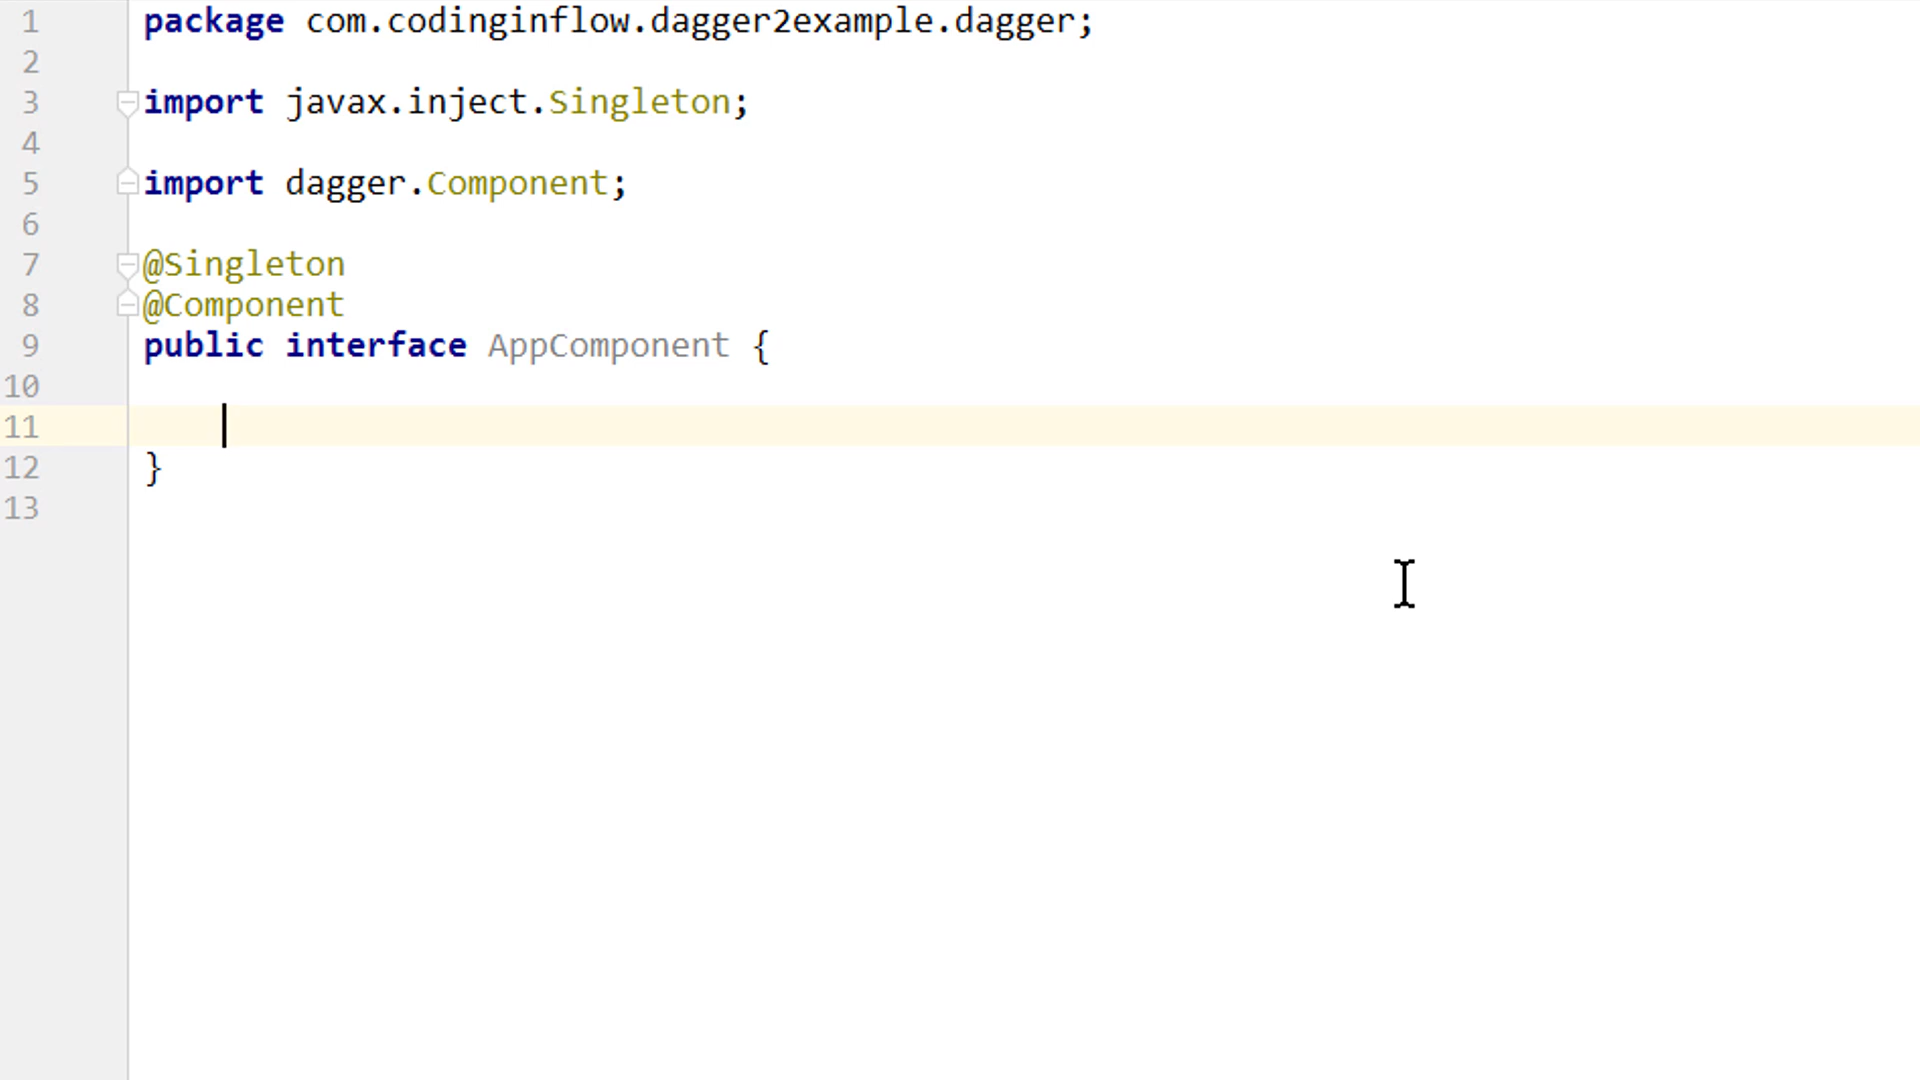 1 package com.codinginflow.dagger2example.dagger;
2
3 import javax.inject.Singleton;
4
5 import dagger.Component;
6
7 @Singleton
8 @Component
9 public interface AppComponent {
10
11
12 }
13